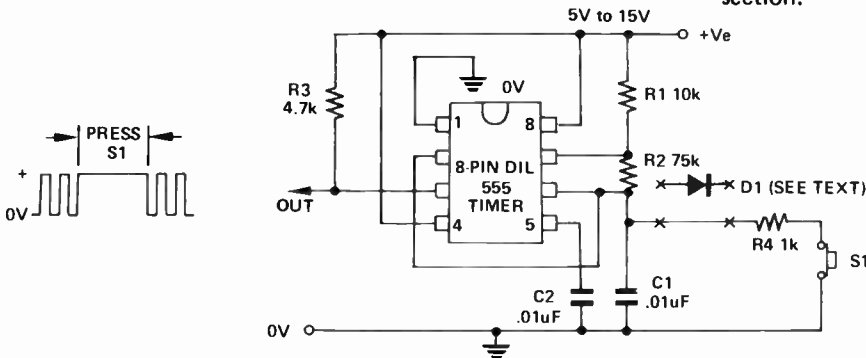 section.
5V to 15V
+Ve
R3
4.7k
0V
R1 10k
1
8
PRESS
S1
+
0V
8-PIN DIL
555
TIMER
R2 75k
D1 (SEE TEXT)
OUT
4
5
R4 1k
S1
C2
.01uF
C1
.01uF
0V